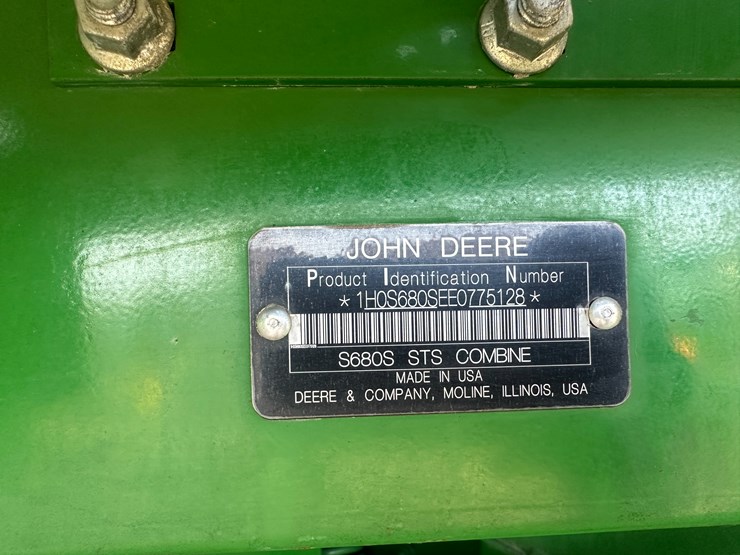 JOHN DEERE
Product Identification Number
*1H0S680SEE0775128*
S680S STS COMBINE
MADE IN USA
DEERE & COMPANY, MOLINE, ILLINOIS, USA